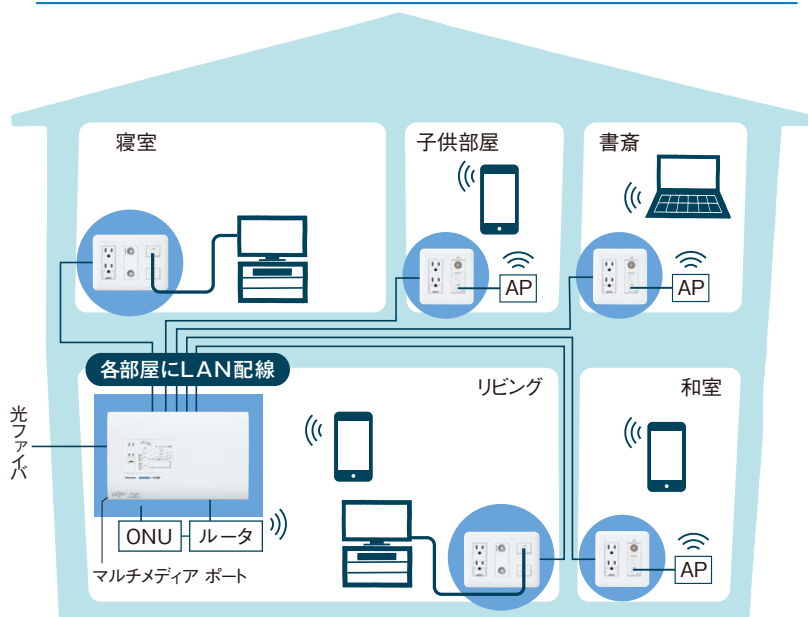 寝室
子供部屋
書斎
AP
AP
各部屋にLAN配線
リビング
和室
光ファイバ
ONU
ルータ
AP
マルチメディア ポート